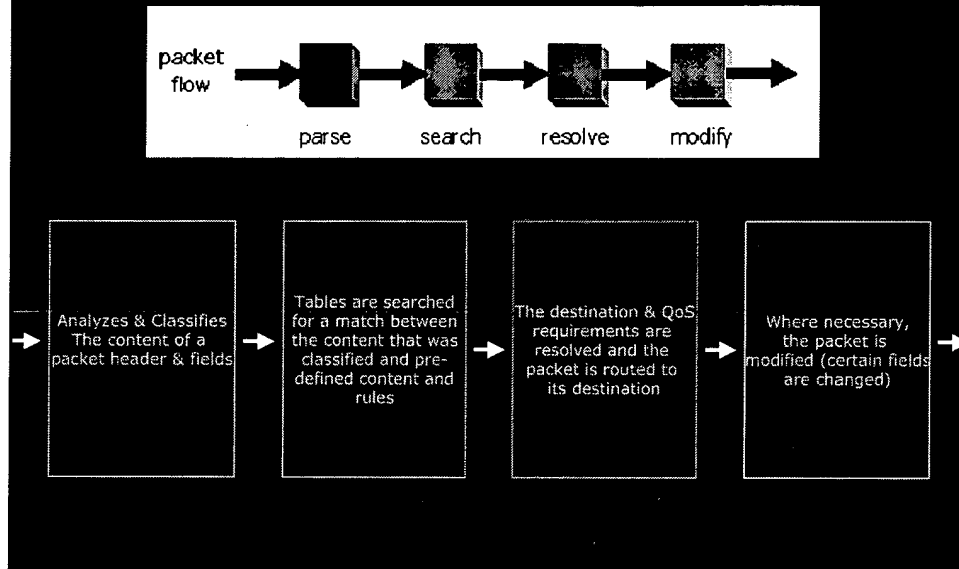 packet
flow
parse
search
resolve
modify
Analyzes & Classifies
The content of a
packet header & fields
Tables are searched
for a match between
the content that was
classified and pre-
defined content and
rules
The destination & QoS
requirements are
resolved and the
packet is routed to
its destination
Where necessary,
the packet is
modified (certain fields
are changed)